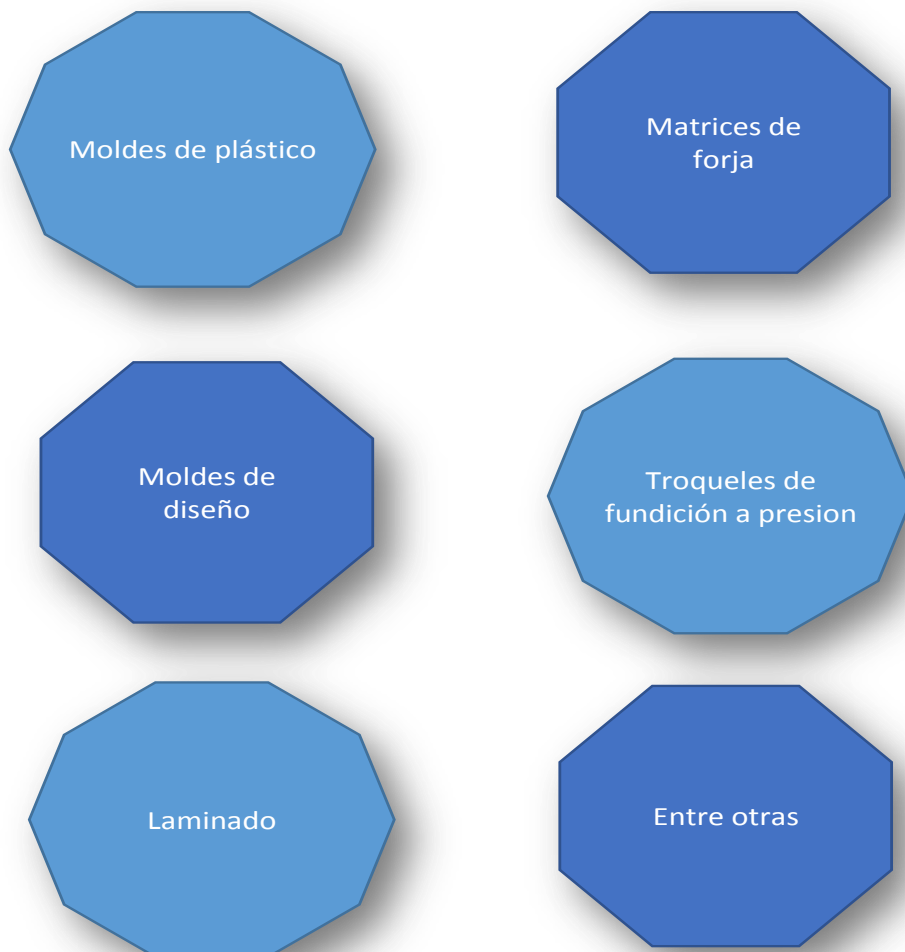 Moldes de plástico
Matrices de
forja
Moldes de
diseño
Troqueles de
fundición a presion
Laminado
Entre otras